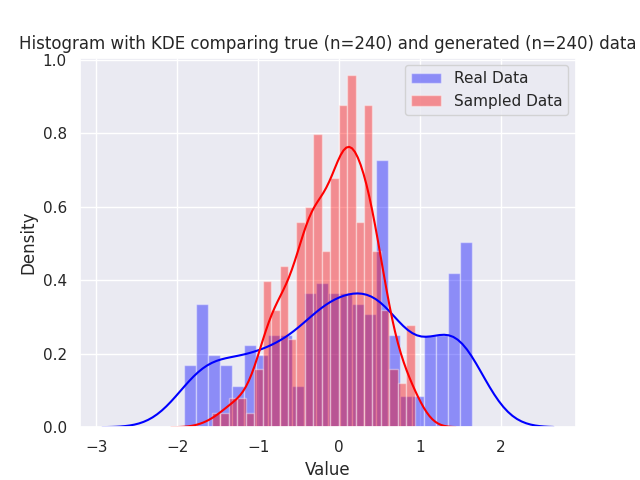 Histogram with KDE comparing true (n=240) and generated (n=240) data
Real Data
Sampled Data
Density
1.0
0.8
0.6
0.4
0.2
0.0
−3
−2
−1
0
1
2
Value